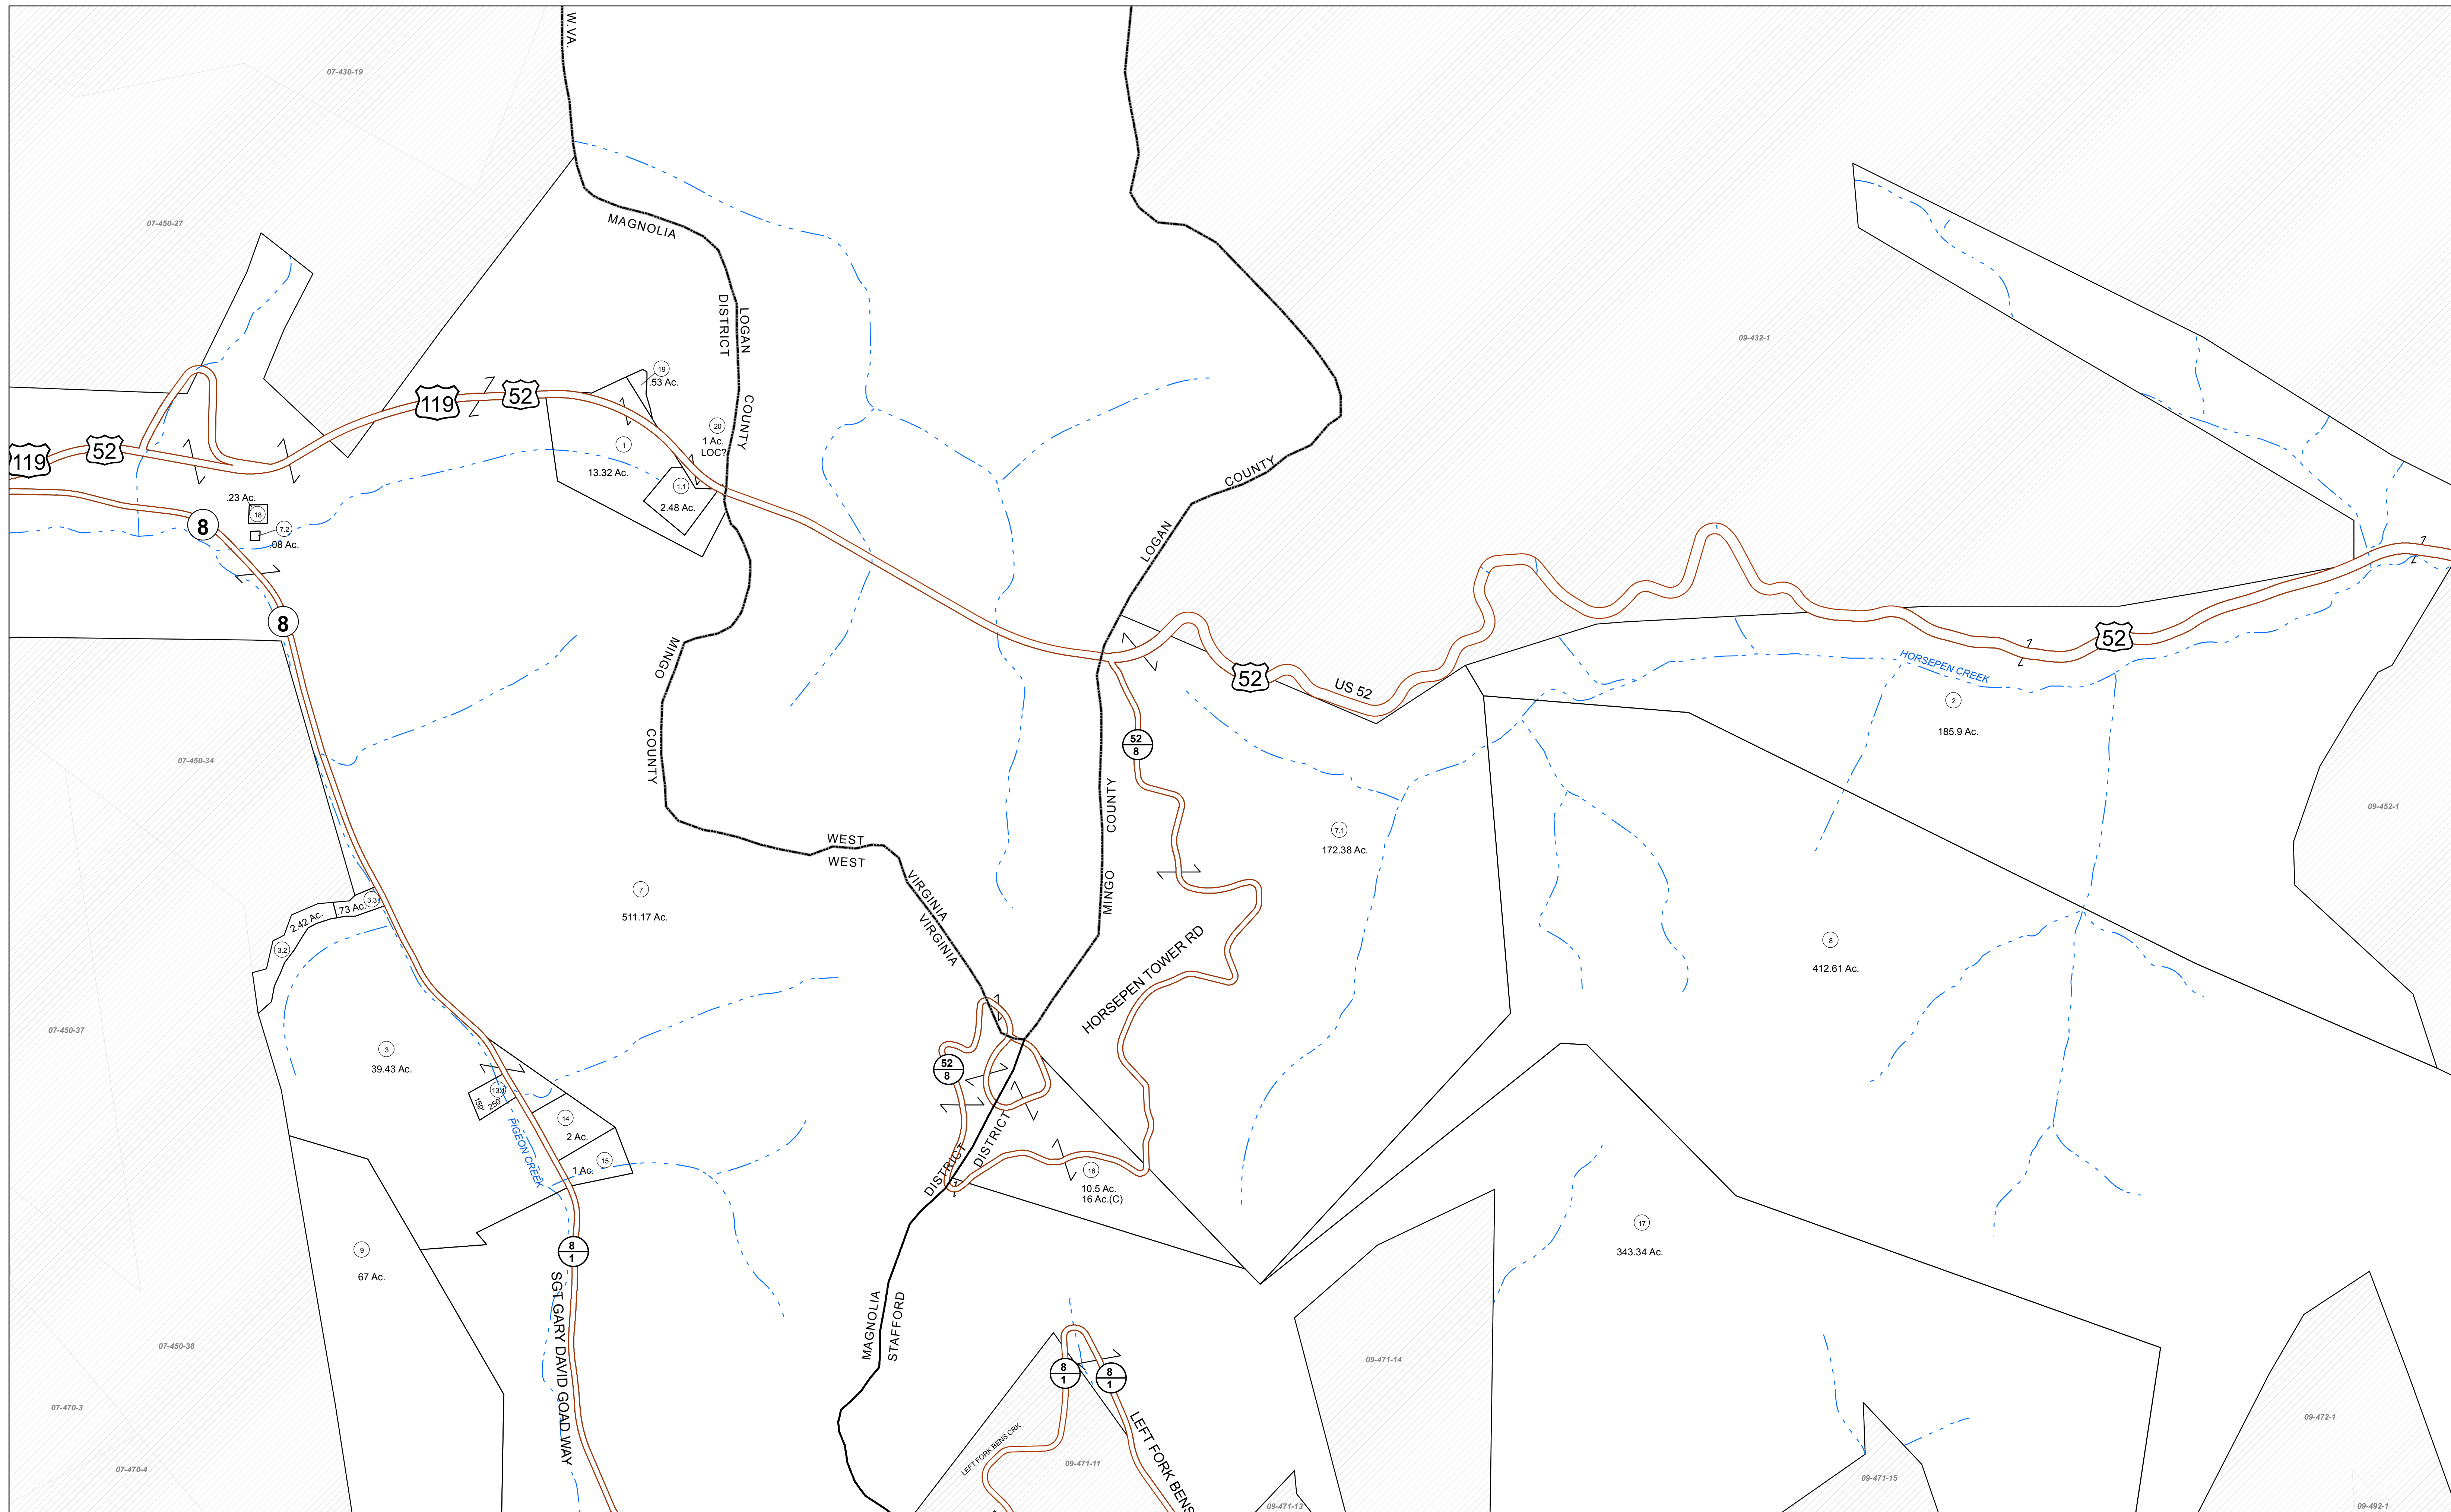 W.VA.
07-430-19
MAGNOLIA
07-450-27
DISTRICT
LOGAN
COUNTY
09-432-1
19
.53 Ac.
119
52
20
1 Ac.
LOC?
1
13.32 Ac.
1.1
2.48 Ac.
119
52
COUNTY
LOGAN
.23 Ac.
18
8
7.2
.08 Ac.
8
MINGO
COUNTY
52
US 52
52
HORSEPEN CREEK
2
185.9 Ac.
07-450-34
52
8
COUNTY
MINGO
7.1
172.38 Ac.
09-452-1
WEST
WEST
VIRGINIA
VIRGINIA
7
511.17 Ac.
3.3
.73 Ac.
2.42 Ac.
3.2
HORSEPEN TOWER RD
8
412.61 Ac.
07-450-37
3
39.43 Ac.
52
8
159'
250'
14
2 Ac.
PIGEON CREEK
15
1 Ac.
DISTRICT
DISTRICT
16
10.5 Ac.
16 Ac.(C)
17
343.34 Ac.
9
67 Ac.
8
1
SGT GARY DAVID GOAD WAY
MAGNOLIA
STAFFORD
07-450-38
09-471-14
8
1
8
1
07-470-3
LEFT FORK BENS CRK
LEFT FORK BENS
09-472-1
07-470-4
09-471-11
09-471-15
09-471-13
09-492-1